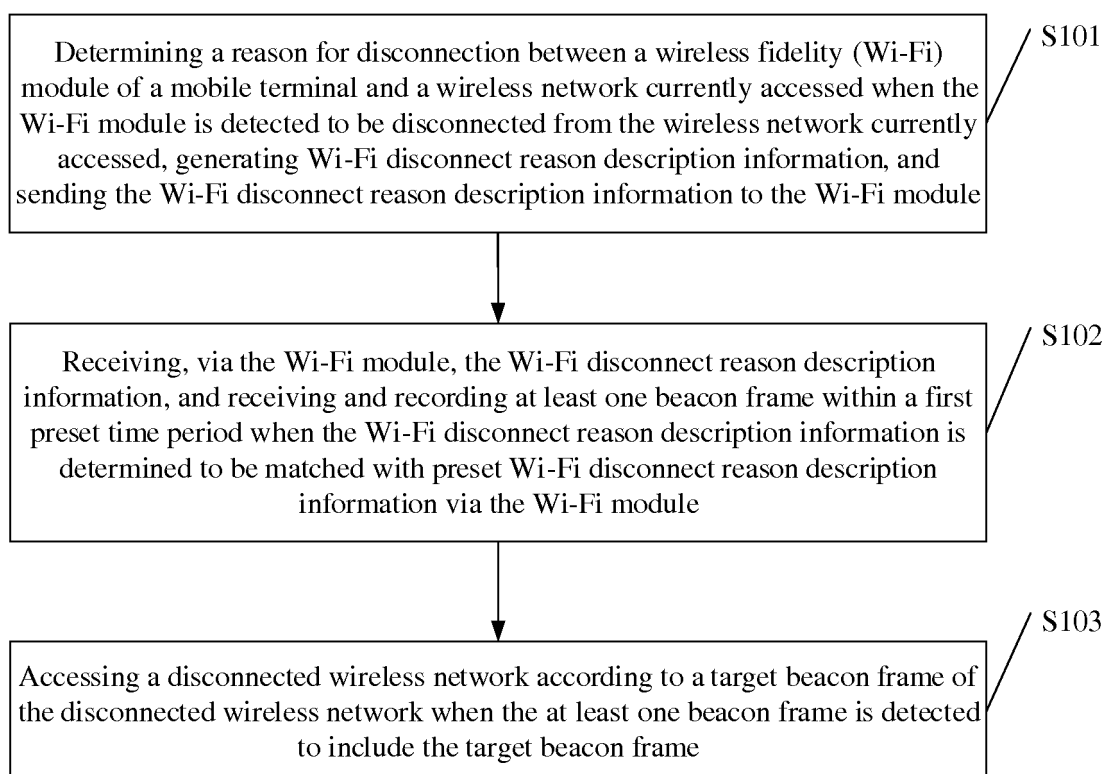 S101
Determining a reason for disconnection between a wireless fidelity (Wi-Fi)
module of a mobile terminal and a wireless network currently accessed when the
Wi-Fi module is detected to be disconnected from the wireless network currently
accessed, generating Wi-Fi disconnect reason description information, and
sending the Wi-Fi disconnect reason description information to the Wi-Fi module
S102
Receiving, via the Wi-Fi module, the Wi-Fi disconnect reason description
information, and receiving and recording at least one beacon frame within a first
preset time period when the Wi-Fi disconnect reason description information is
determined to be matched with preset Wi-Fi disconnect reason description
information via the Wi-Fi module
S103
Accessing a disconnected wireless network according to a target beacon frame of
the disconnected wireless network when the at least one beacon frame is detected
to include the target beacon frame